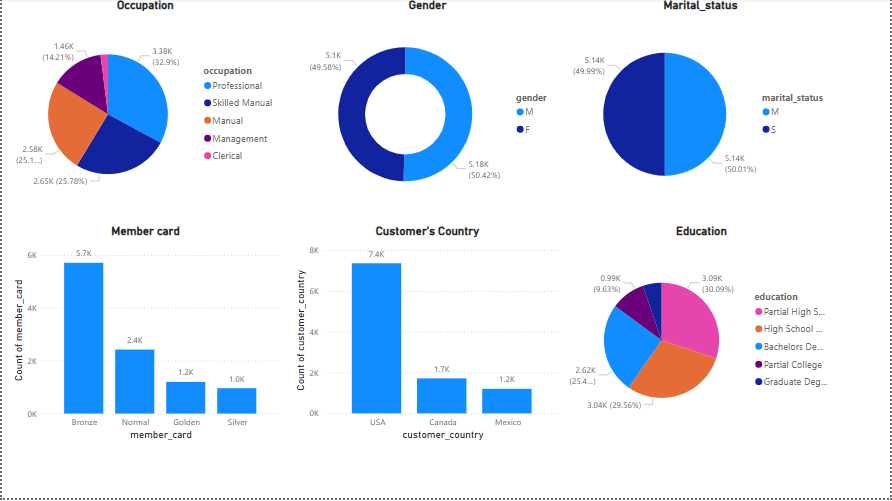 Occupation
1.46K
(14.21%)
3.38K
(32.9%)
2.58K
(25.1...)
2.65K (25.78%)
occupation
Professional
Skilled Manual
Manual
Management
Clerical
Gender
5.1K
(49.58%)
5.18K
(50.42%)
gender
M
F
Marital_status
5.14K
(49.99%)
5.14K
(50.01%)
marital_status
M
S
Member card
Count of member_card
6K
4K
2K
0K
5.7K
2.4K
1.2K
1.0K
Bronze
Normal
Golden
Silver
member_card
Customer's Country
Count of customer_country
8K
6K
4K
2K
0K
7.4K
1.7K
1.2K
USA
Canada
Mexico
customer_country
Education
0.99K
(9.63%)
3.09K
(30.09%)
2.62K
(25.4...)
3.04K (29.56%)
education
Partial High S...
High School ...
Bachelors De...
Partial College
Graduate Deg...